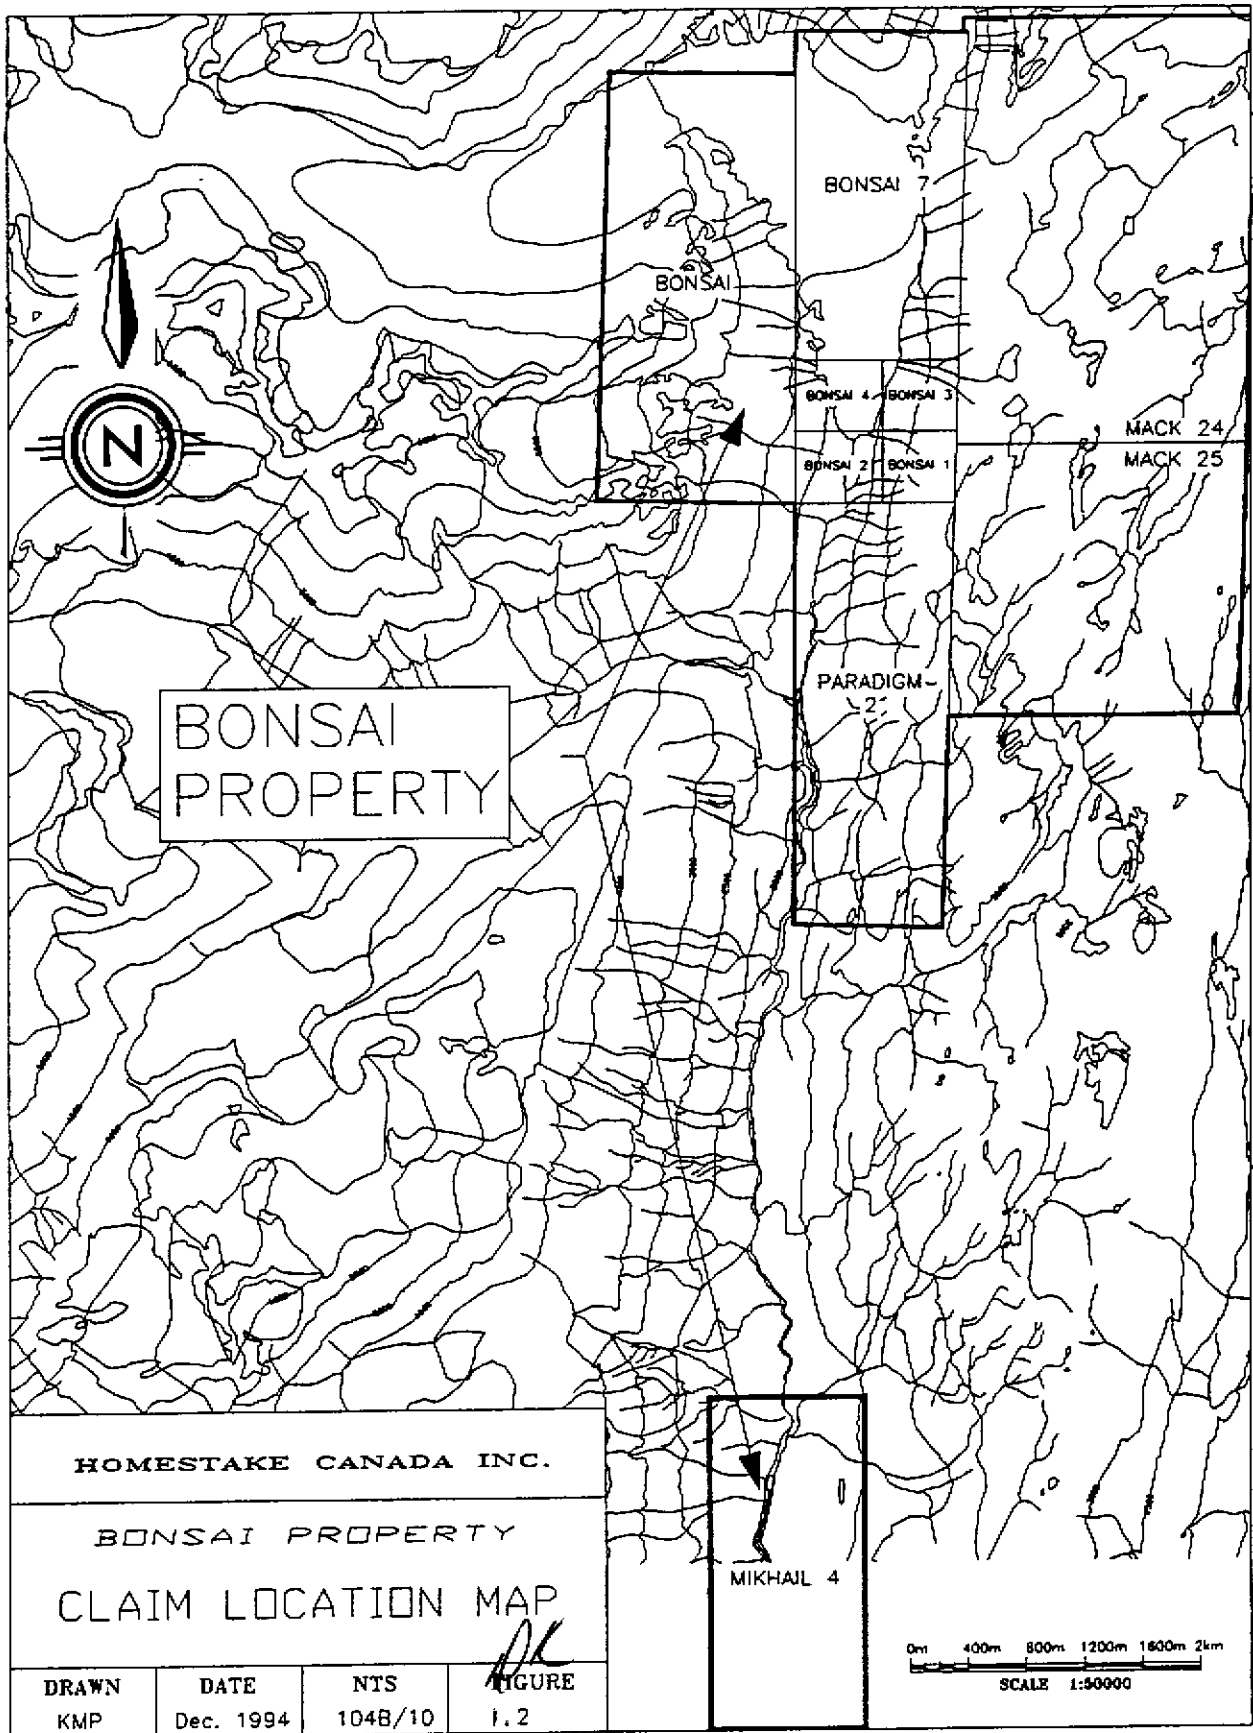 BONSAI 7
BONSAI
BONSAI 4
BONSAI 3
MACK 24
MACK 25
BONSAI 2
BONSAI 1
N
PARADIGM
2
BONSAI
PROPERTY
HOMESTAKE CANADA INC.
BONSAI PROPERTY
CLAIM LOCATION MAP
MIKHAIL 4
0m 400m 800m 1200m 1600m 2km
SCALE 1:50000
DRAWN DATE NTS FIGURE
KMP Dec. 1994 104B/10 1.2